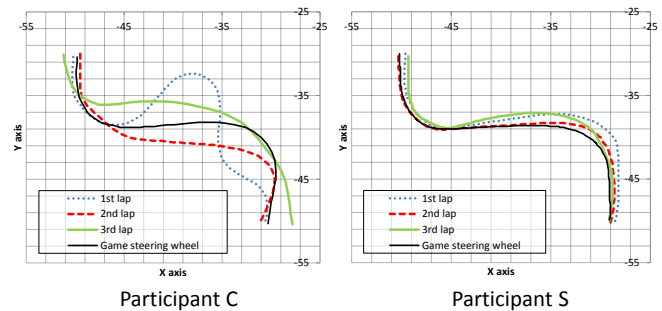 -55 -45 -35 -25
-25
-35
-45
-55
Y axis
1st lap
2nd lap
3rd lap
Game steering wheel
X axis
Participant C
-55 -45 -35 -25
-25
-35
-45
-55
Y axis
1st lap
2nd lap
3rd lap
Game steering wheel
X axis
Participant S